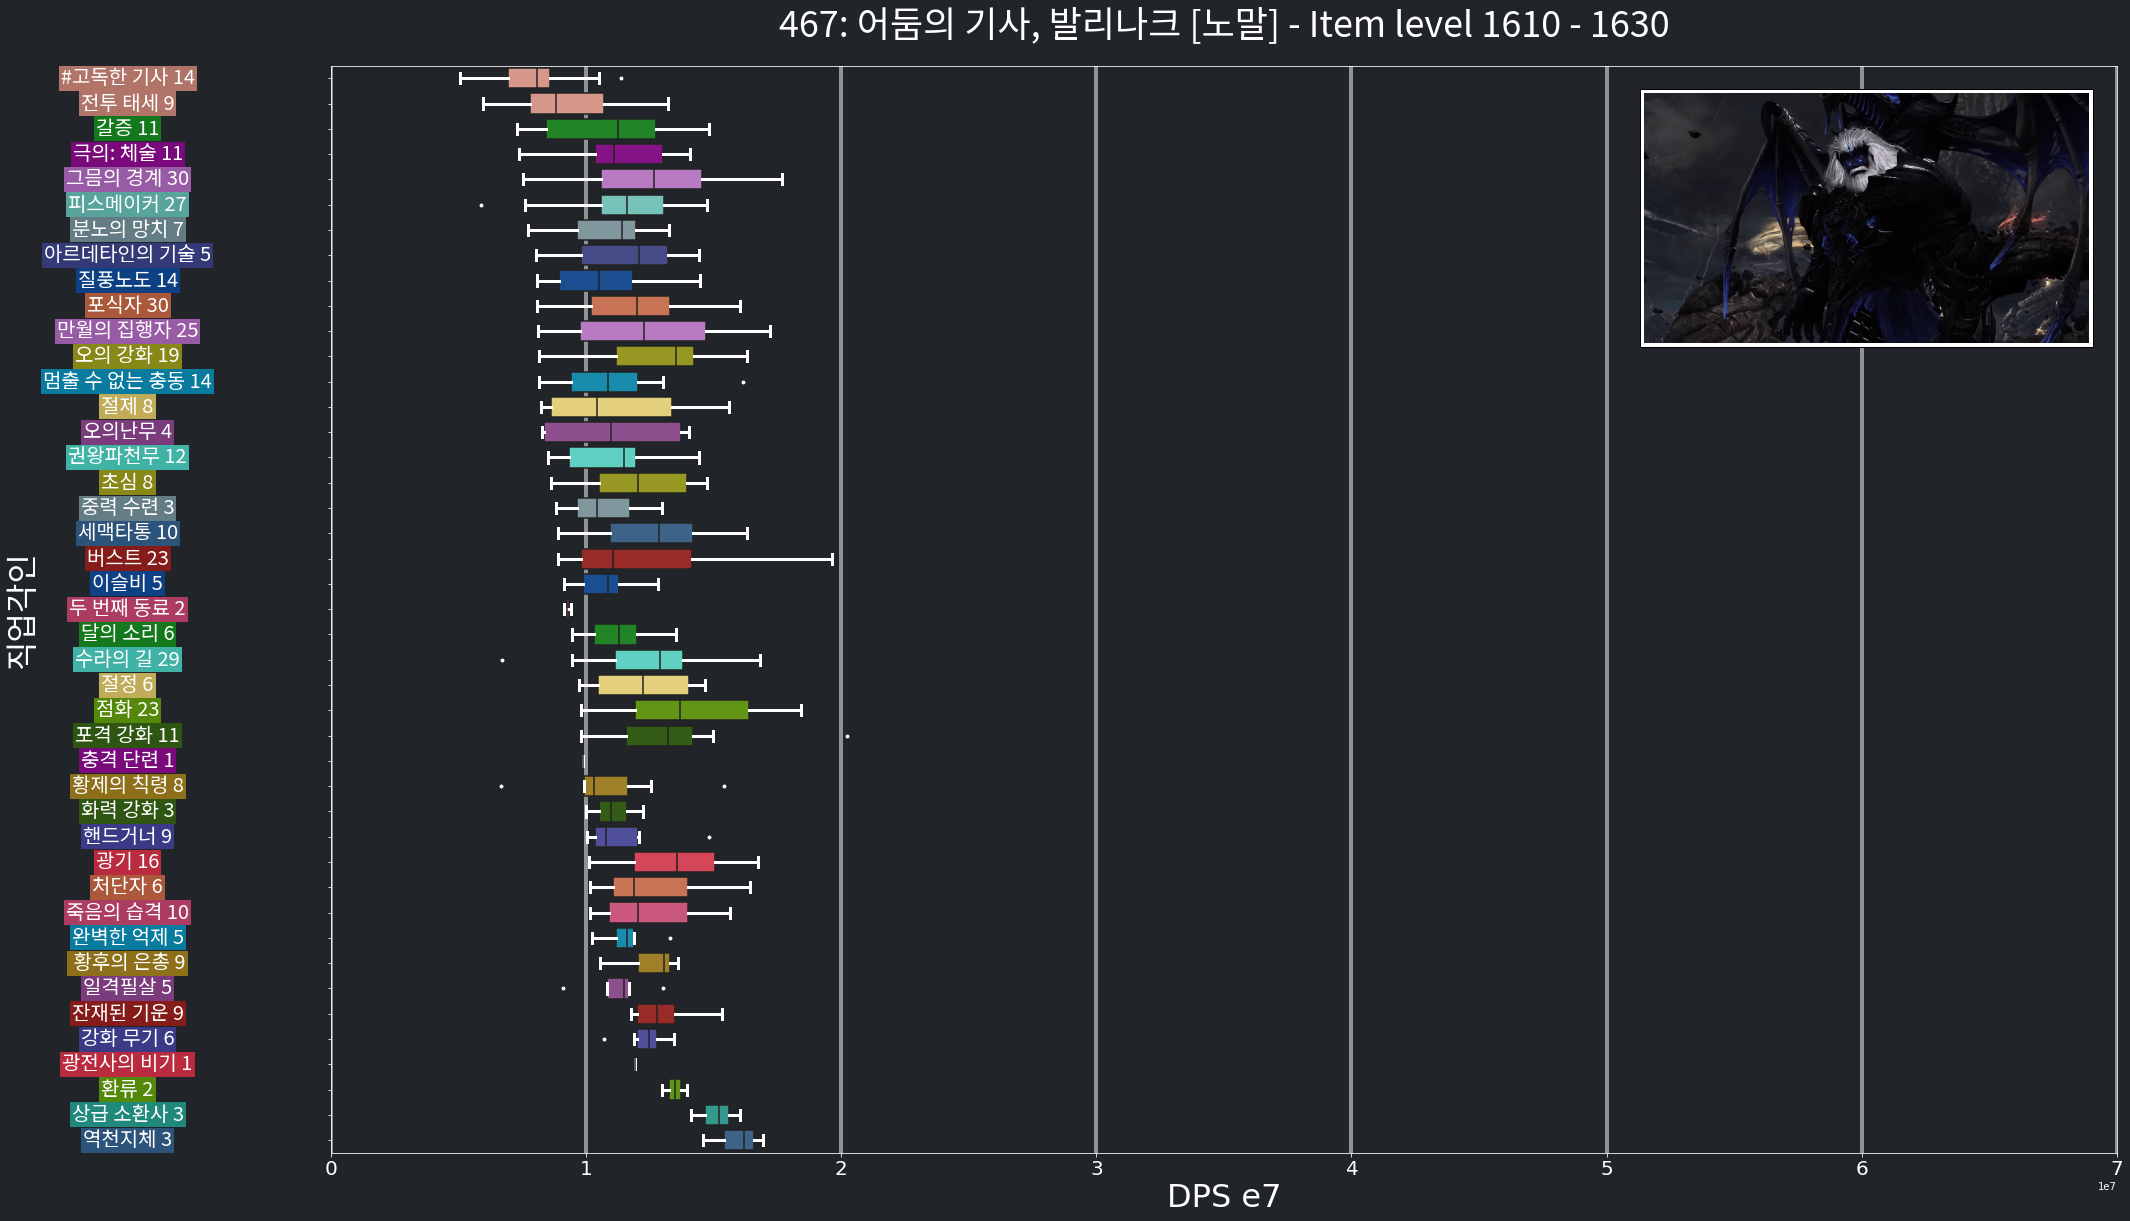 467: 어둠의 기사, 발리나크 [노말] - Item level 1610 - 1630
#고독한 기사 14
전투 태세 9
갈증 11
극의: 체술 11
그믐의 경계 30
피스메이커 27
분노의 망치 7
아르데타인의 기술 5
질풍노도 14
포식자 30
만월의 집행자 25
오의 강화 19
멈출 수 없는 충동 14
절제 8
오의난무 4
권왕파천무 12
초심 8
중력 수련 3
세맥타통 10
버스트 23
이슬비 5
두 번째 동료 2
달의 소리 6
수라의 길 29
절정 6
점화 23
포격 강화 11
충격 단련 1
황제의 칙령 8
화력 강화 3
핸드거너 9
광기 16
처단자 6
죽음의 습격 10
완벽한 억제 5
황후의 은총 9
일격필살 5
잔재된 기운 9
강화 무기 6
광전사의 비기 1
환류 2
상급 소환사 3
역천지체 3
직업각인
0 1 2 3 4 5 6 7
1e7
DPS e7